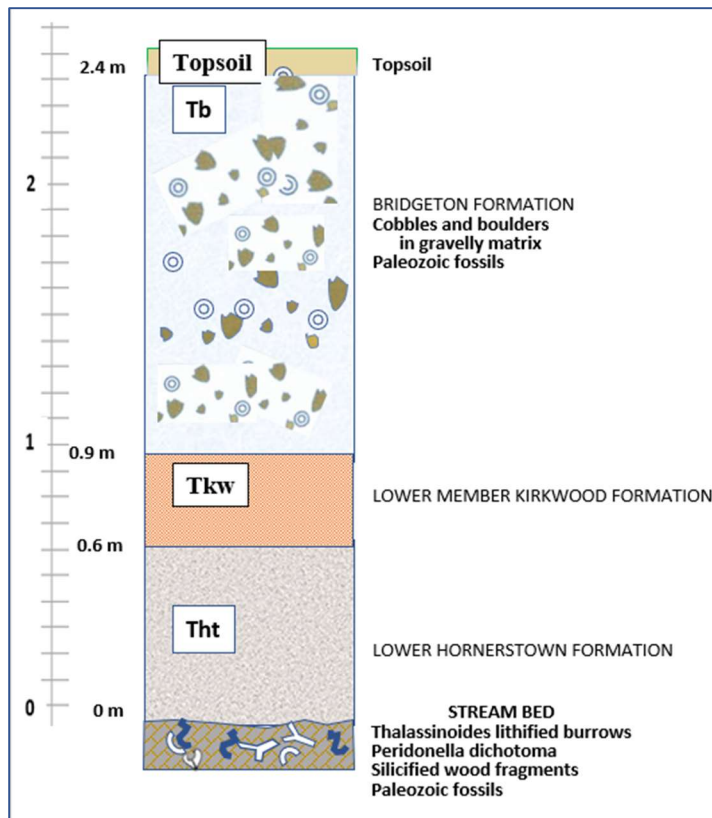 Topsoil
2.4 m
Topsoil
Tb
2
BRIDGETON FORMATION
Cobbles and boulders
in gravelly matrix
Paleozoic fossils
1
0.9 m
Tkw
LOWER MEMBER KIRKWOOD FORMATION
0.6 m
Tht
LOWER HORNERSTOWN FORMATION
0
0 m
STREAM BED
Thalassinoides lithified burrows
Peridonella dichotoma
Silicified wood fragments
Paleozoic fossils